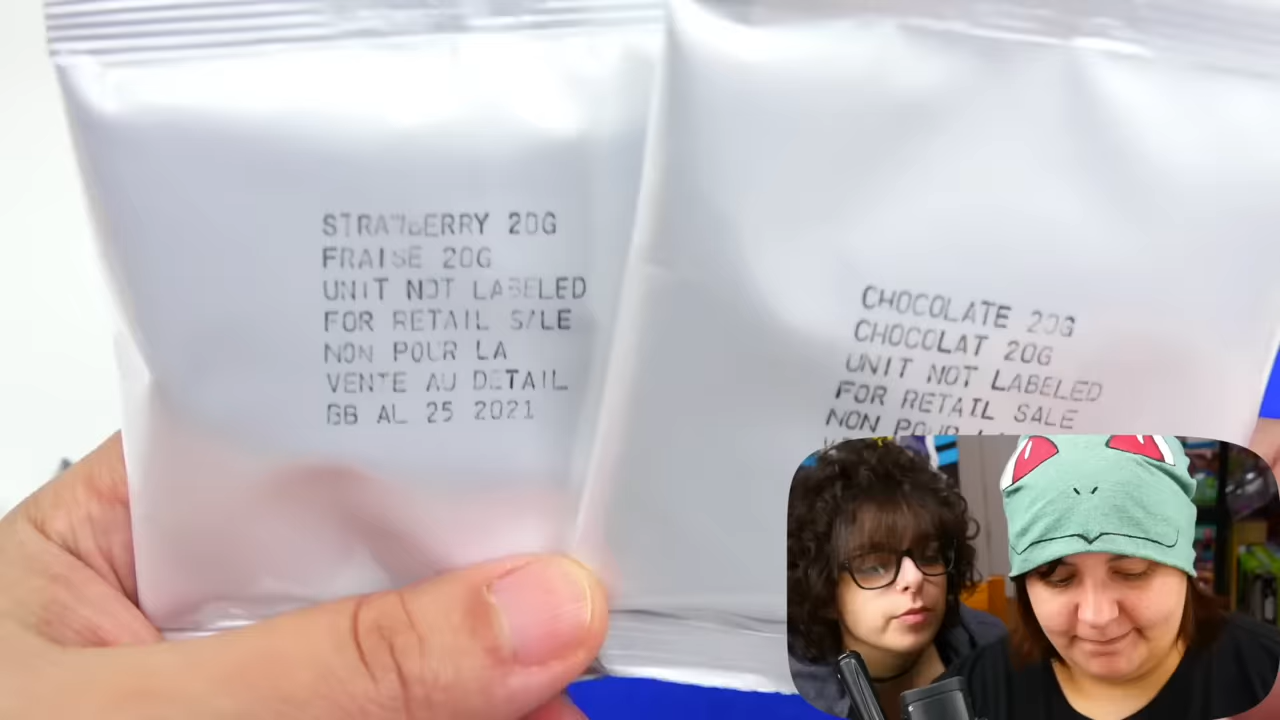 STRAWBERRY 20G
FRAISE 20G
UNIT NOT LABELED
FOR RETAIL SALE
NON POUR LA
VENTE AU DETAIL
GB AL 25 2021
CHOCOLATE 20G
CHOCOLAT 20G
UNIT NOT LABELED
FOR RETAIL SALE
NON POUR